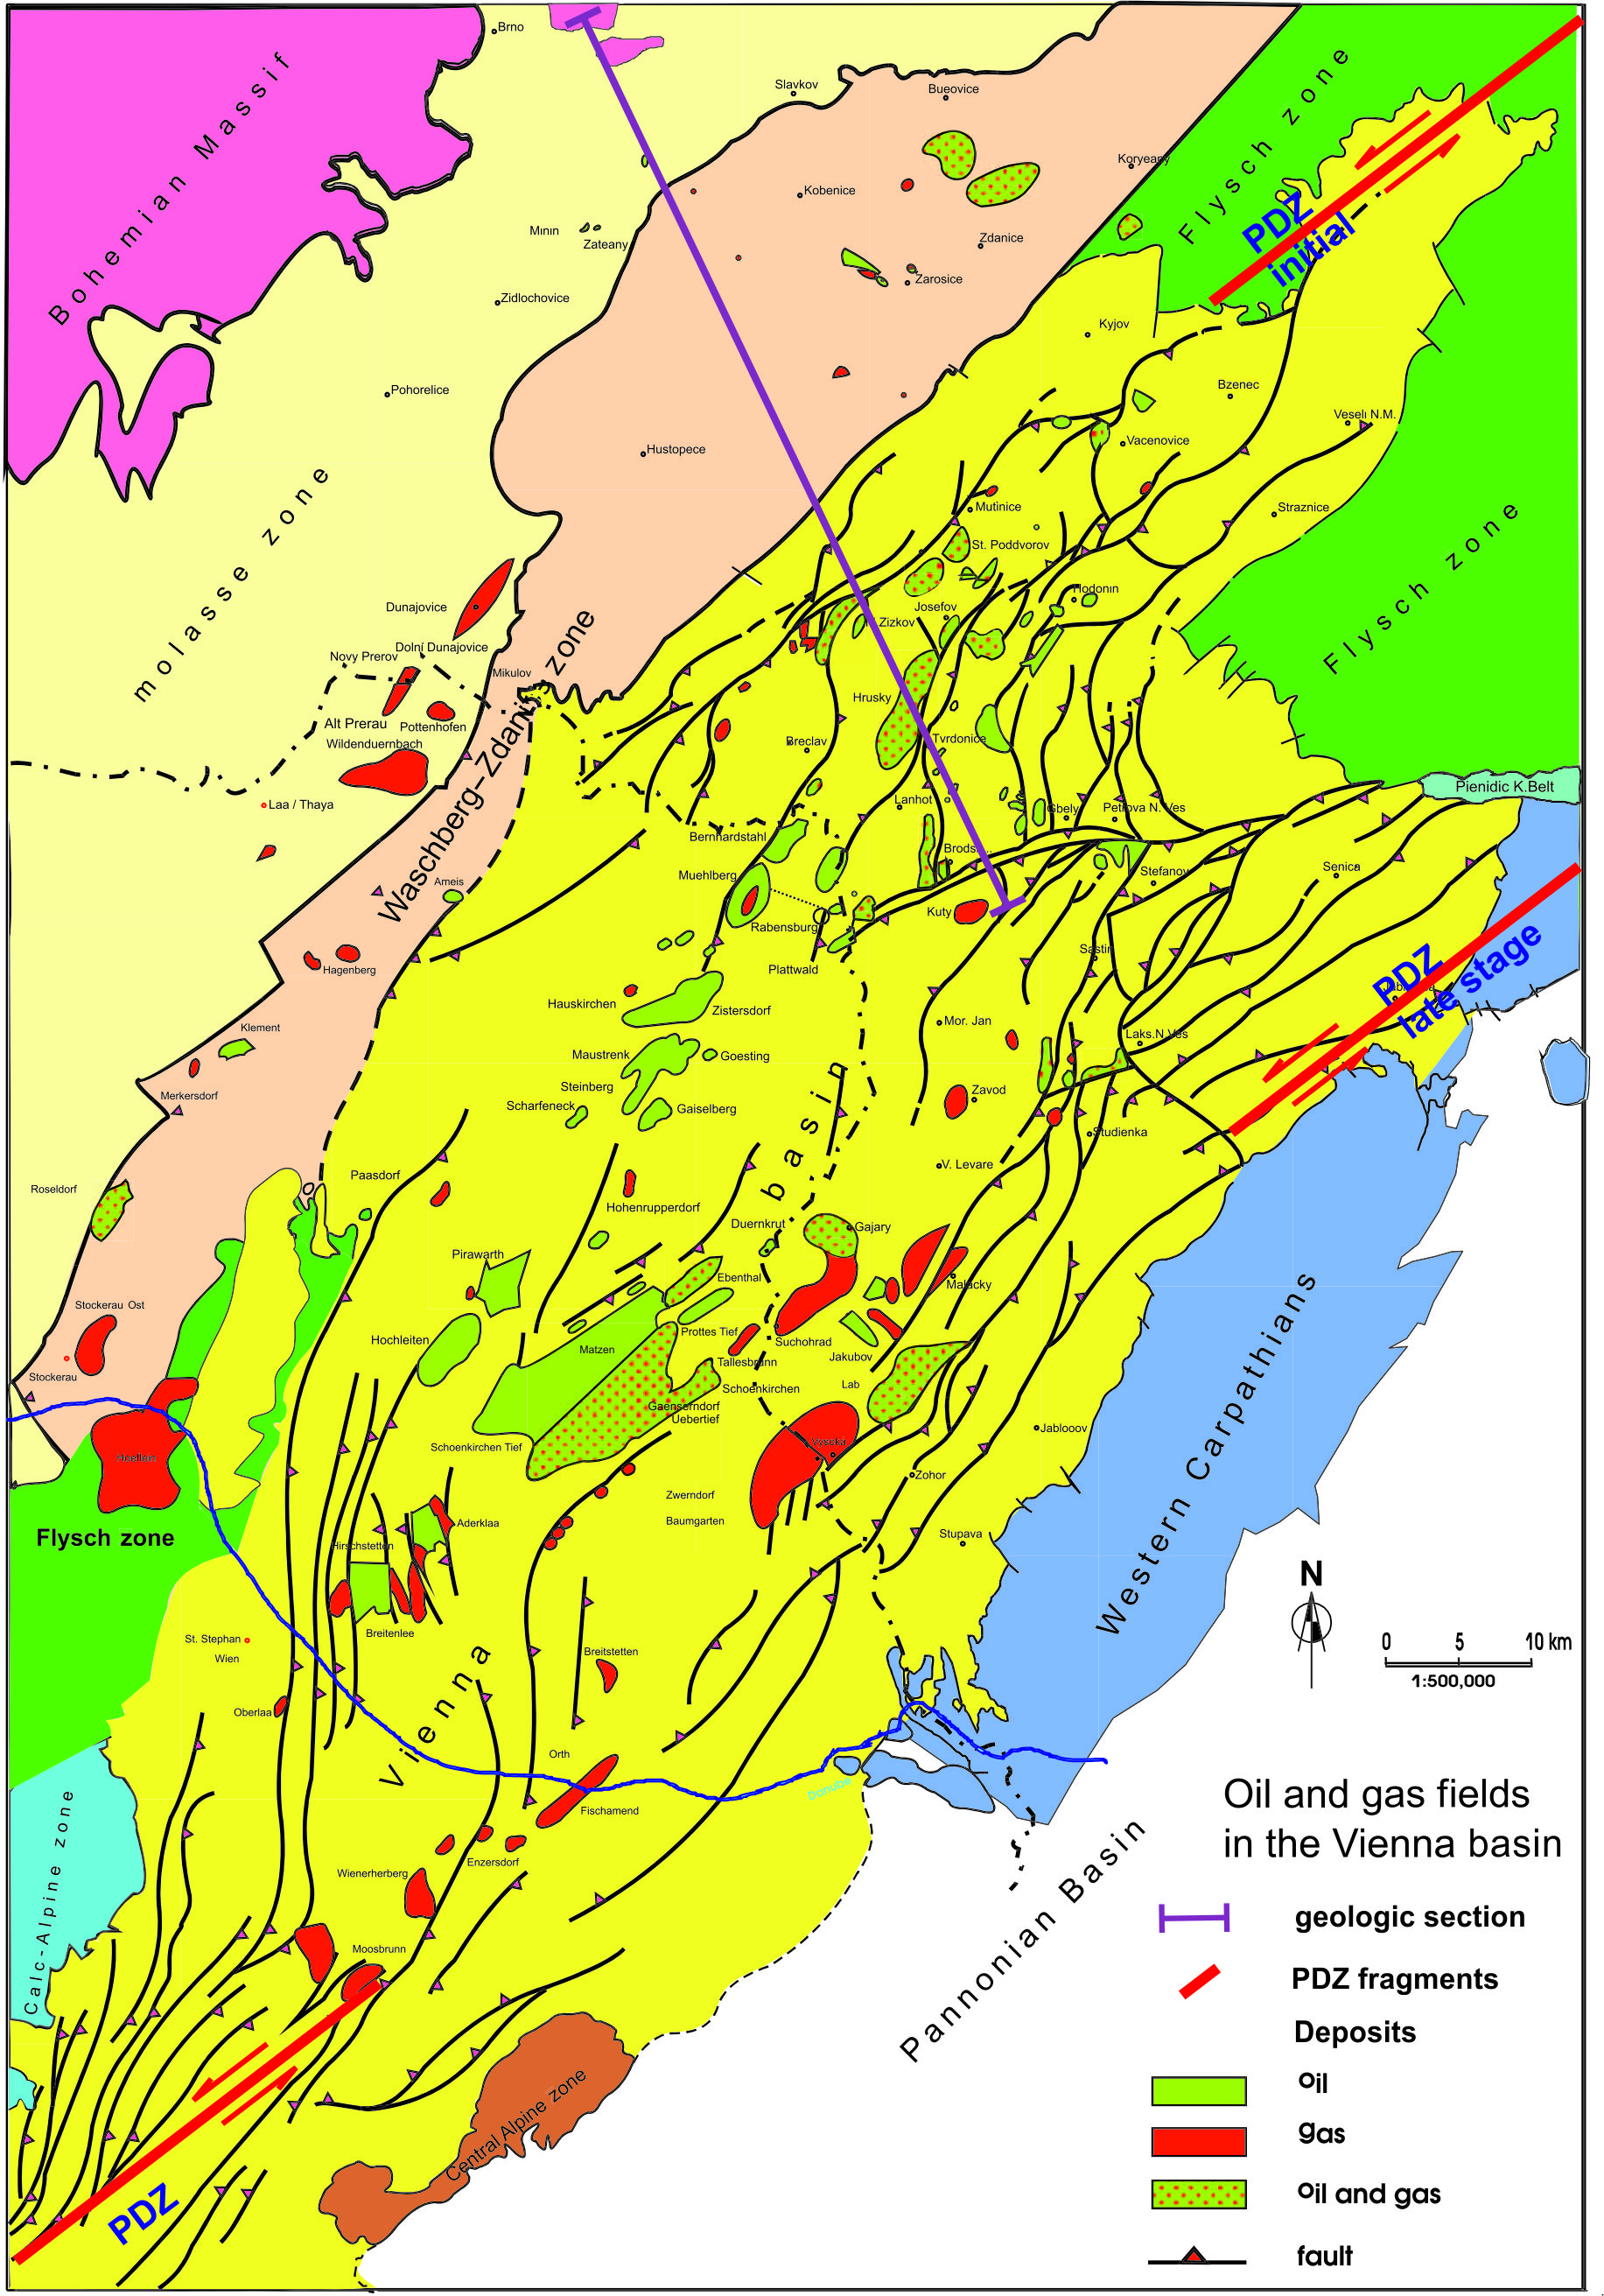 Brno
Bohemian Massif
Slavkov
Bueovice
Flysch zone
Koryeany
Kobenice
Minin
Zateany
Zdanice
Zarosice
PDZ
initial
Zidlochovice
Kyjov
Pohorelice
Bzenec
Veseli N.M.
Vacenovice
Hustopece
molasse zone
Mutinice
Straznice
St. Poddvorov
Flysch zone
Hodonin
Dunajovice
Josefov
Zizkov
Dolní Dunajovice
Novy Prerov
Mikulov
Waschberg-Zdanice zone
Hrusky
Alt Prerau
Pottenhofen
Wildenduernbach
Breclav
Tvrdonice
Pienidic K.Belt
Laa / Thaya
Lanhot
Gbely
Petrova N. Ves
Bernhardstahl
Brods...
Muehlberg
Stefanov
Senica
Ameis
Kuty
Rabensburg
Plattwald
Sastin
PDZ
late stage
Hagenberg
Hauskirchen
Zistersdorf
Mor. Jan
Laks.N Ves
Klement
Maustrenk
Goesting
Steinberg
Merkersdorf
Scharfeneck
Gaiselberg
Zavod
Studienka
Roseldorf
Paasdorf
V. Levare
Hohenrupperdorf
Duernkrut
Gajary
Pirawarth
Ebenthal
Malacky
Stockerau Ost
Hochleiten
Prottes Tief
Suchohrad
Matzen
Jakubov
Tallesbrunn
Stockerau
Schoenkirchen
Lab
Gaenserndorf
Uebertief
Western Carpathians
Jablooov
Schoenkirchen Tief
Vysoka
Zohor
Zwerndorf
Flysch zone
Aderklaa
Baumgarten
Hirschstetten
Stupava
N
Breitenlee
St. Stephan
Wien
Breitstetten
0 5 10 km
1:500,000
Oberlaa
Vienna basin
Orth
Danube
Fischamend
Calc-Alpine zone
Oil and gas fields
in the Vienna basin
Enzersdorf
Wienerherberg
Pannonian Basin
geologic section
Moosbrunn
PDZ fragments
Deposits
Central Alpine zone
oil
gas
PDZ
oil and gas
fault